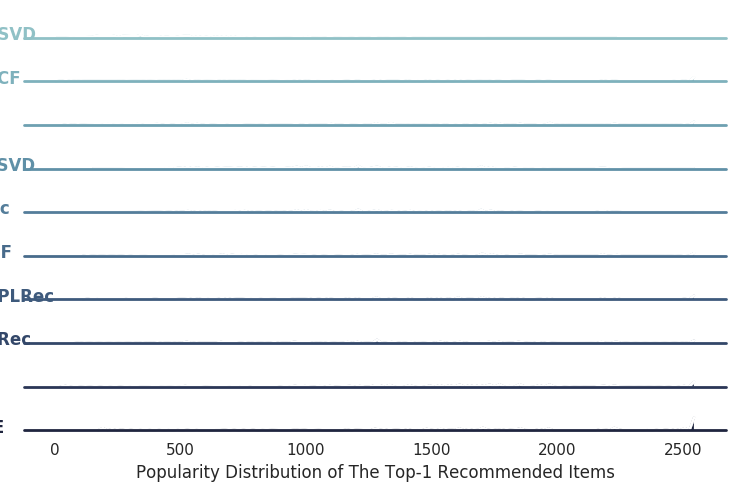 SVD
CF
SVD
c
F
PLRec
Rec
E
0 500 1000 1500 2000 2500
Popularity Distribution of The Top-1 Recommended Items